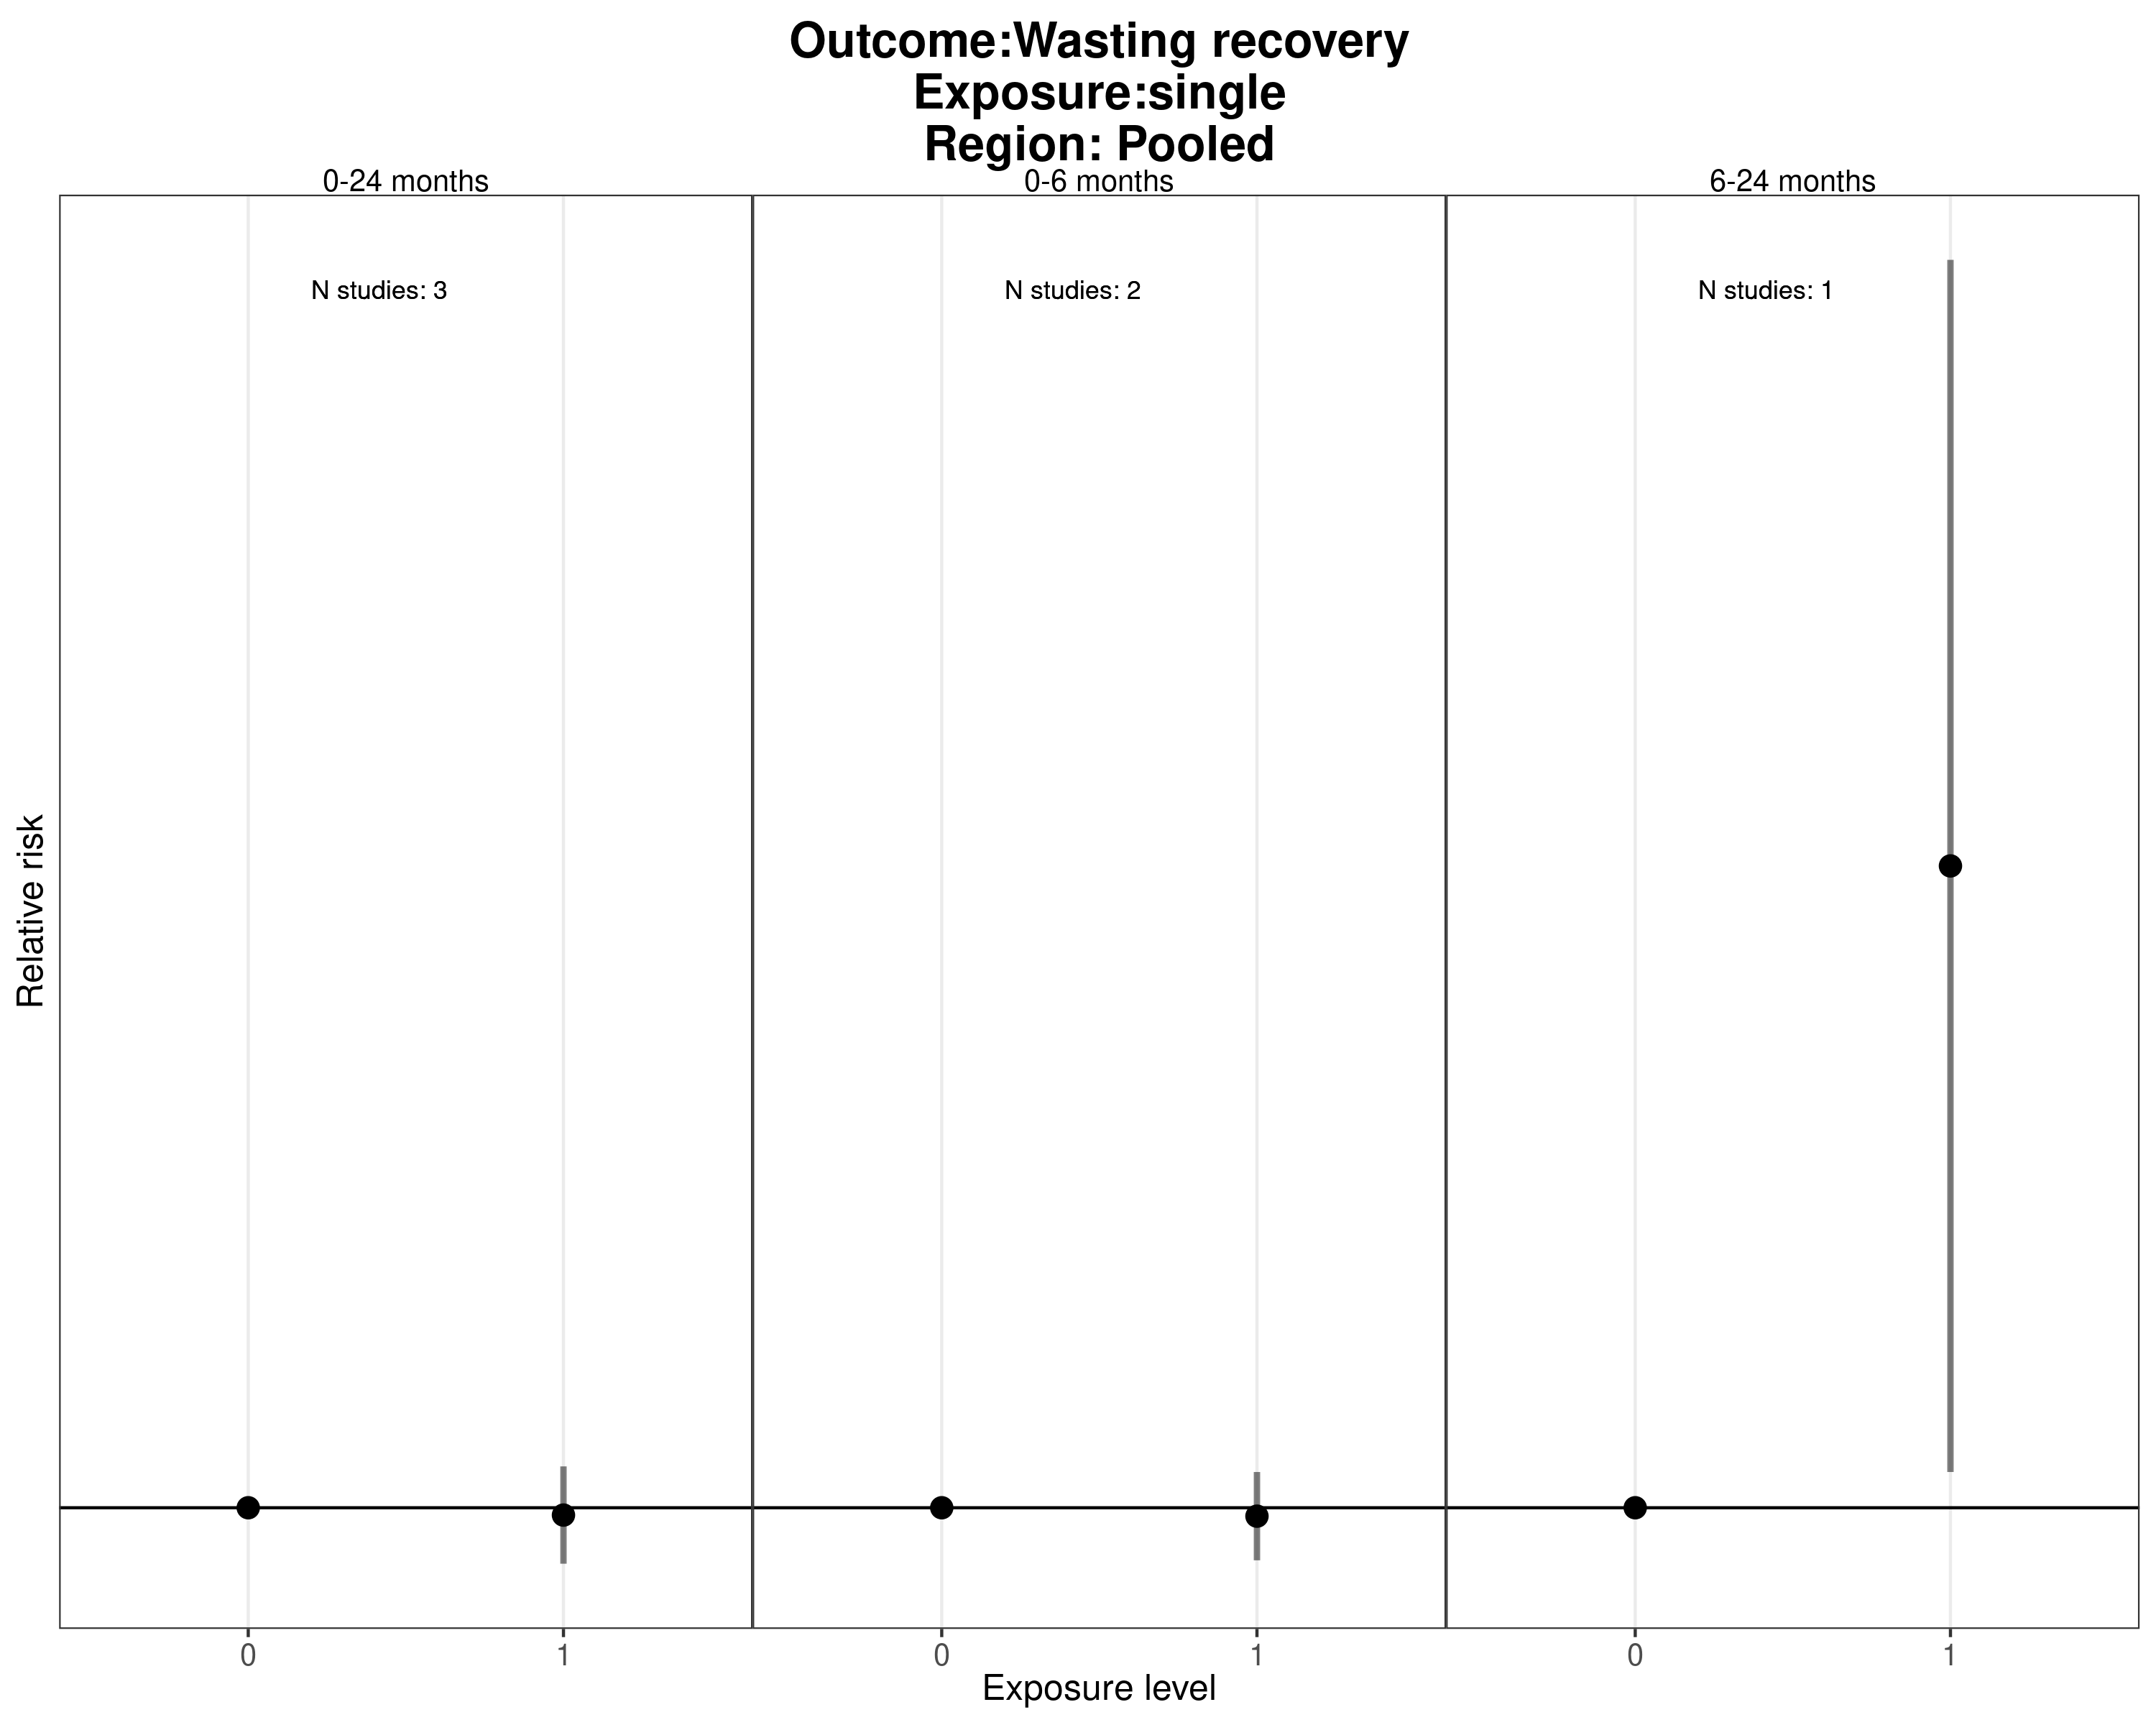 Outcome:Wasting recovery
Exposure:single
Region: Pooled
0-24 months
0-6 months
6-24 months
N studies: 3
N studies: 2
N studies: 1
Relative risk
0
1
0
1
0
1
Exposure level